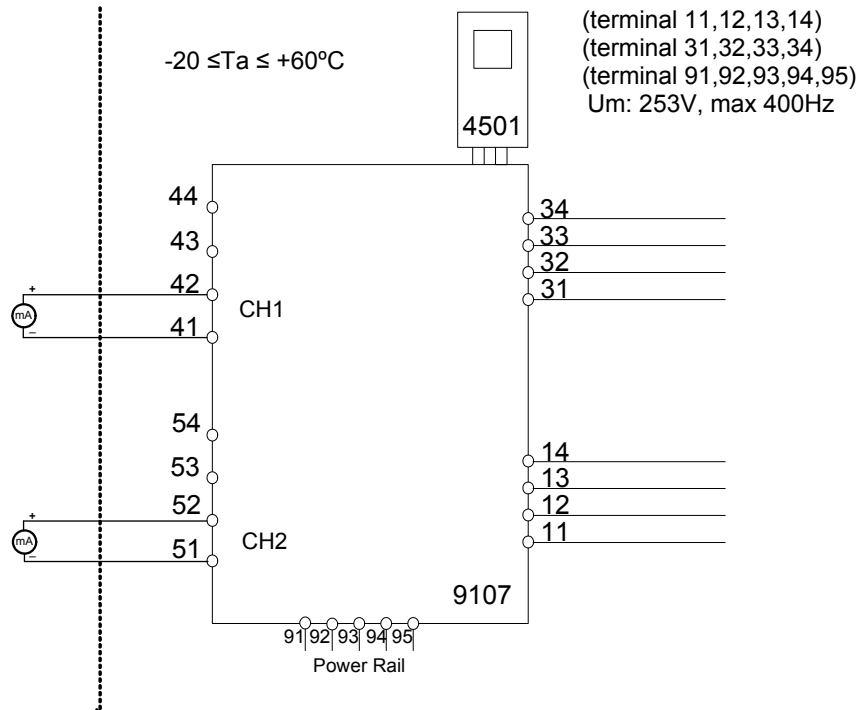 (terminal 11,12,13,14)
-20 ≤Ta ≤ +60ºC
(terminal 31,32,33,34)
(terminal 91,92,93,94,95)
Um: 253V, max 400Hz
4501
44
34
43
33
32
42
31
+
mA
CH1
41
–
54
14
53
13
52
12
+
11
mA
CH2
51
–
9107
91 92 93 94 95
Power Rail